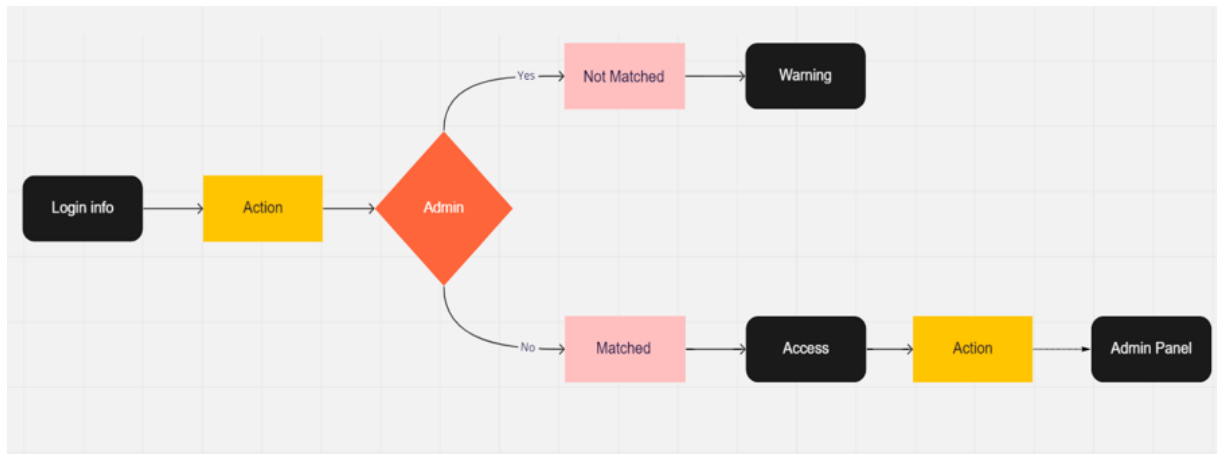 Yes
Not Matched
Warning
Login info
Action
Admin
No
Matched
Access
Action
Admin Panel